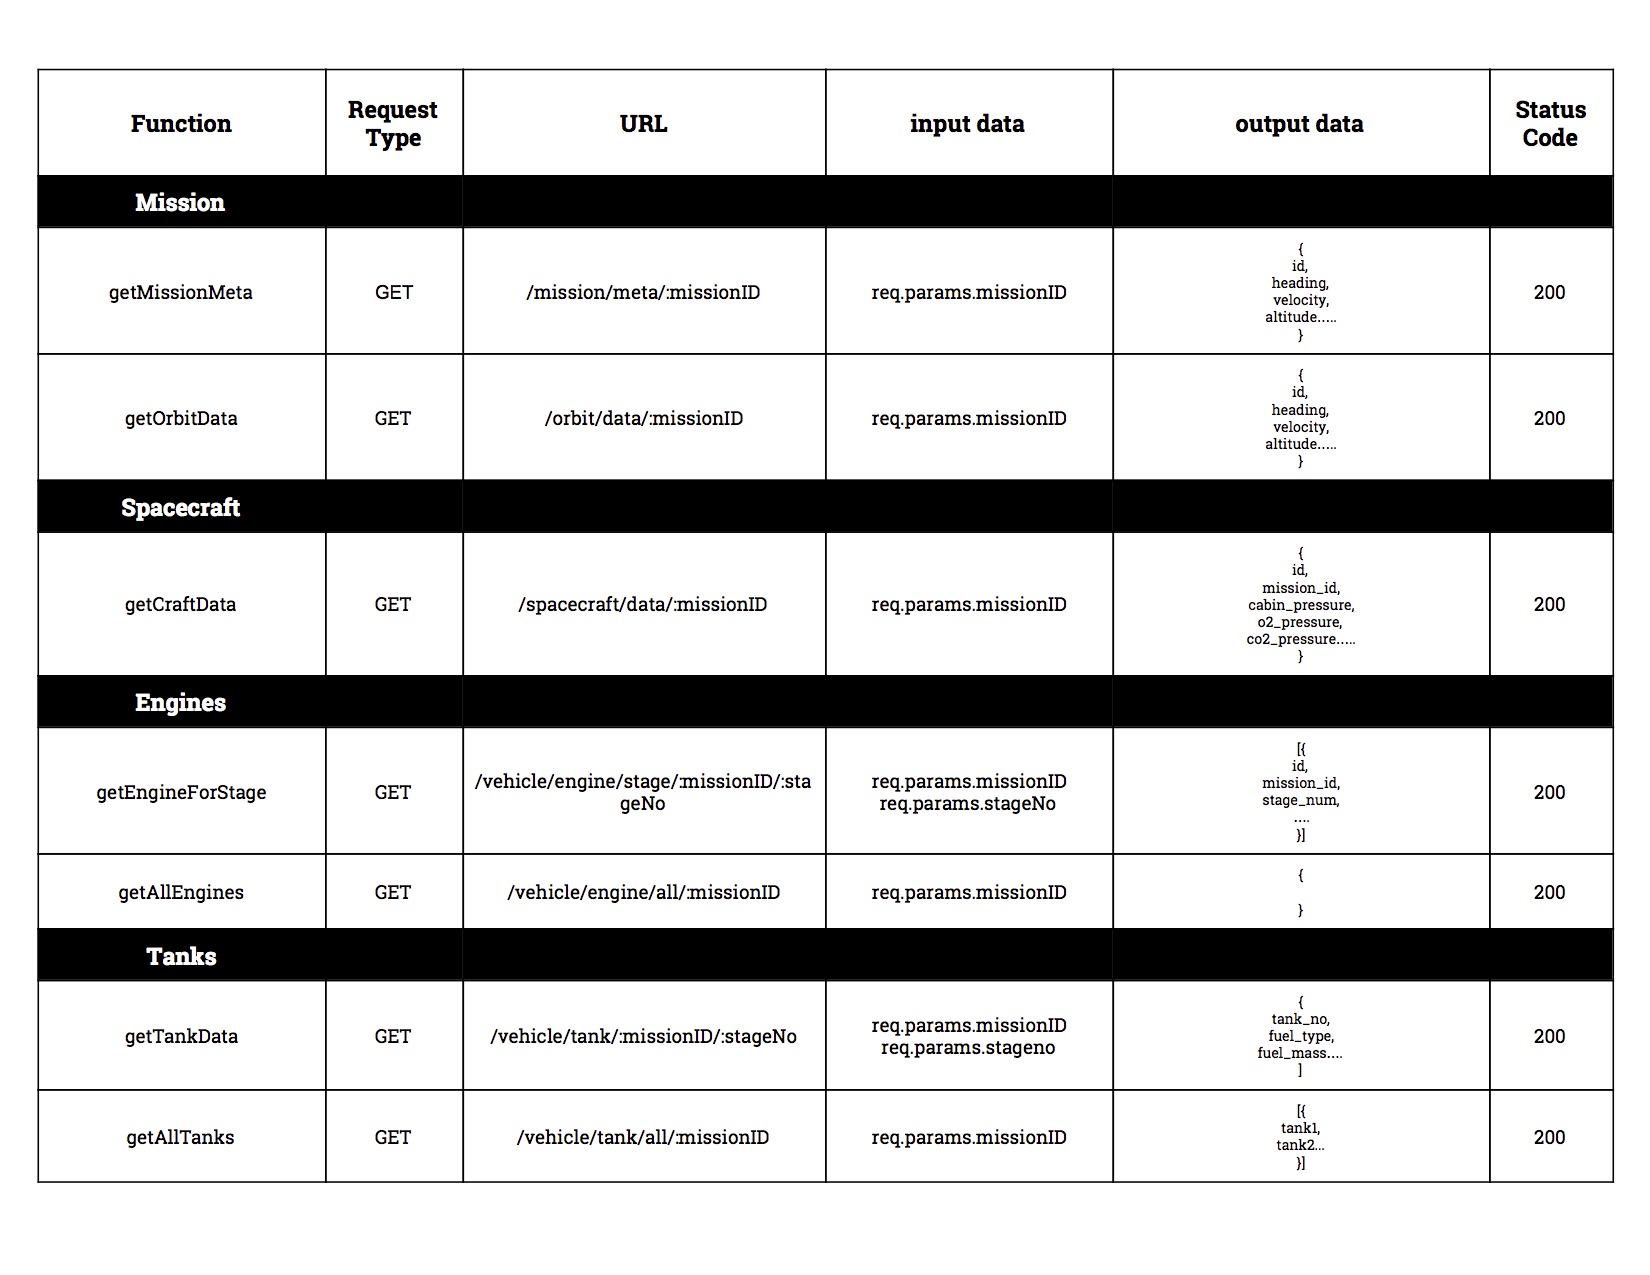 Function
Request
Type
URL
input data
output data
Status
Code
Mission
getMissionMeta
GET
/mission/meta/:missionID
req.params.missionID
{
id,
heading,
velocity,
altitude.....
}
200
getOrbitData
GET
/orbit/data/:missionID
req.params.missionID
{
id,
heading,
velocity,
altitude.....
}
200
Spacecraft
getCraftData
GET
/spacecraft/data/:missionID
req.params.missionID
{
id,
mission_id,
cabin_pressure,
o2_pressure,
co2_pressure.....
}
200
Engines
getEngineForStage
GET
/vehicle/engine/stage/:missionID/:sta
geNo
req.params.missionID
req.params.stageNo
[{
id,
mission_id,
stage_num,
....
}]
200
getAllEngines
GET
/vehicle/engine/all/:missionID
req.params.missionID
{
}
200
Tanks
getTankData
GET
/vehicle/tank/:missionID/:stageNo
req.params.missionID
req.params.stageno
{
tank_no,
fuel_type,
fuel_mass....
]
200
getAllTanks
GET
/vehicle/tank/all/:missionID
req.params.missionID
[{
tank1,
tank2...
}]
200